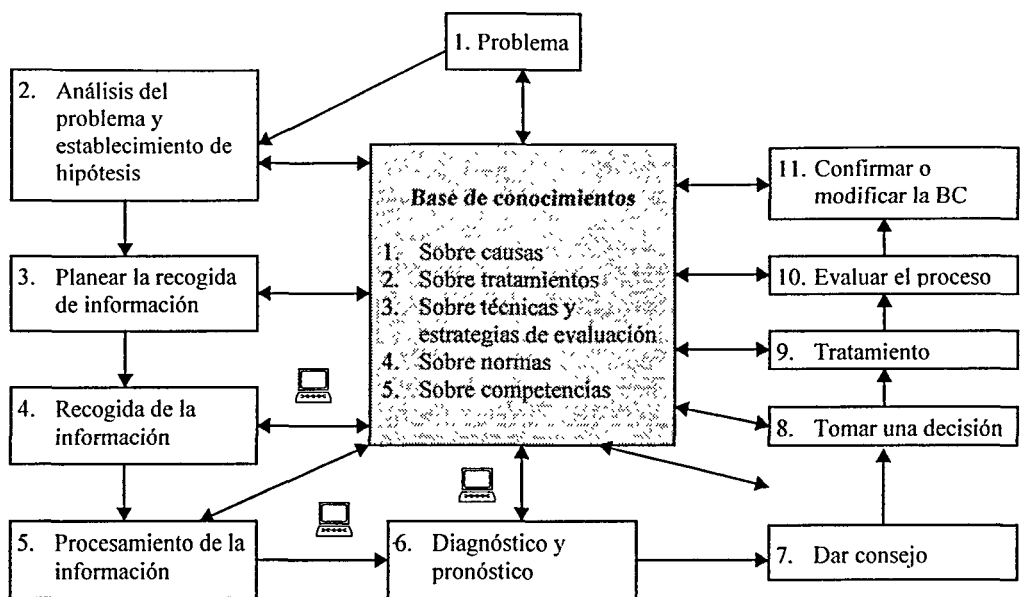 1. Problema
2. Análisis del
problema y
establecimiento de
hipótesis
3. Planear la recogida
de información
4. Recogida de la
información
5. Procesamiento de la
información
6. Diagnóstico y
pronóstico
7. Dar consejo
8. Tomar una decisión
9. Tratamiento
10. Evaluar el proceso
11. Confirmar o
modificar la BC
Base de conocimientos
1. Sobre causas
2. Sobre tratamientos
3. Sobre técnicas y
estrategias de evaluación
4. Sobre normas
5. Sobre competencias